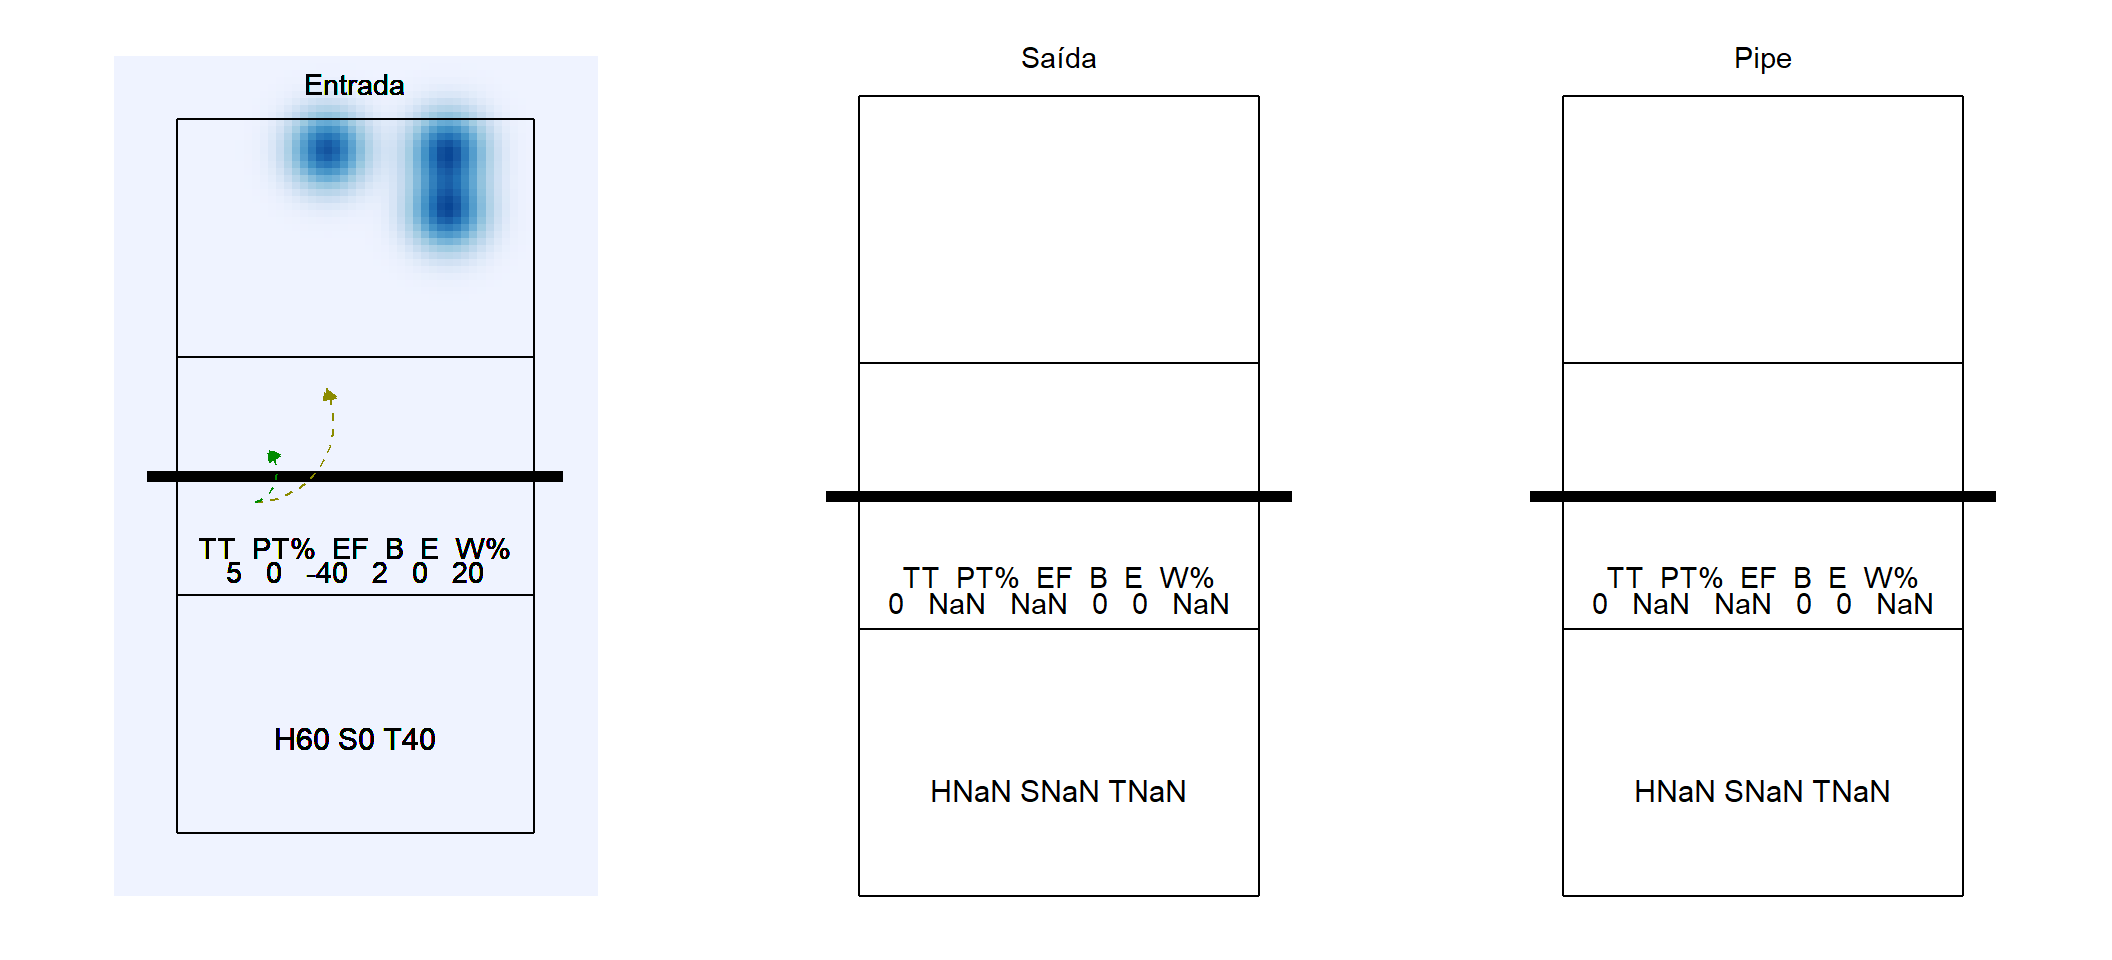 Entrada
TT PT% EF B E W%
5 0 -40 2 0 20
H60 S0 T40
Saída
TT PT% EF B E W%
0 NaN NaN 0 0 NaN
HNaN SNaN TNaN
Pipe
TT PT% EF B E W%
0 NaN NaN 0 0 NaN
HNaN SNaN TNaN